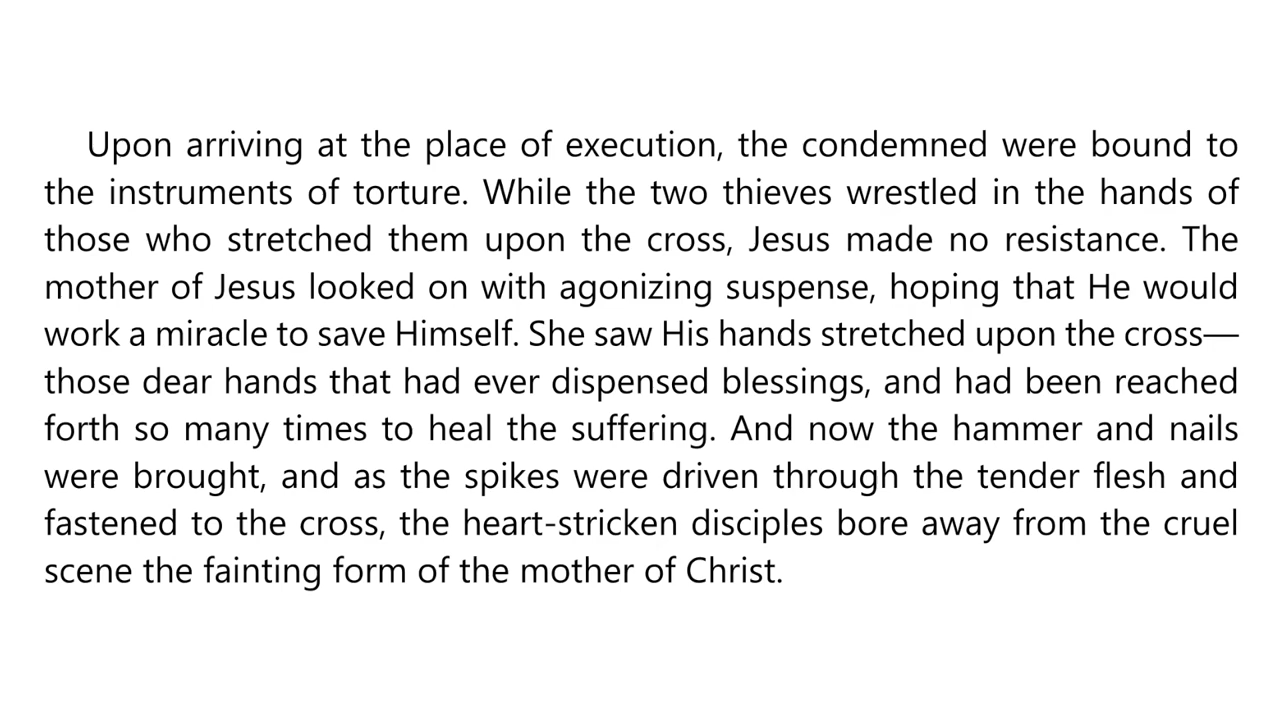 Upon arriving at the place of execution, the condemned were bound to
the instruments of torture. While the two thieves wrestled in the hands of
those who stretched them upon the cross, Jesus made no resistance. The
mother of Jesus looked on with agonizing suspense, hoping that He would
work a miracle to save Himself. She saw His hands stretched upon the cross—
those dear hands that had ever dispensed blessings, and had been reached
forth so many times to heal the suffering. And now the hammer and nails
were brought, and as the spikes were driven through the tender flesh and
fastened to the cross, the heart-stricken disciples bore away from the cruel
scene the fainting form of the mother of Christ.